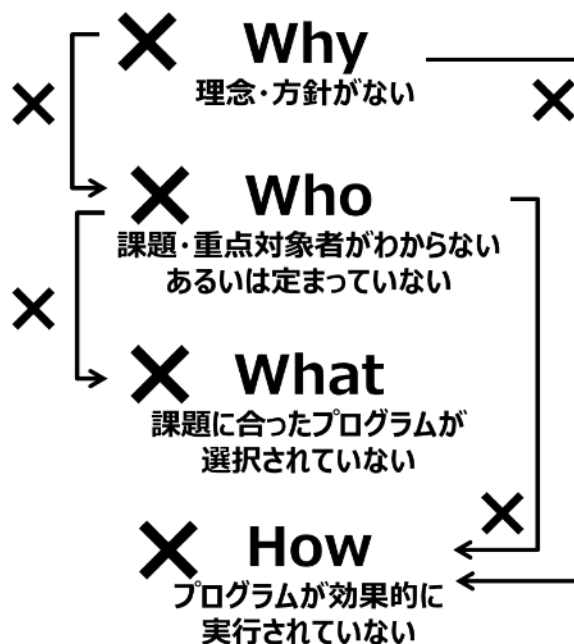 Why
理念・方針がない
Who
課題・重点対象者がわからない
あるいは定まっていない
What
課題に合ったプログラムが
選択されていない
How
プログラムが効果的に
実行されていない